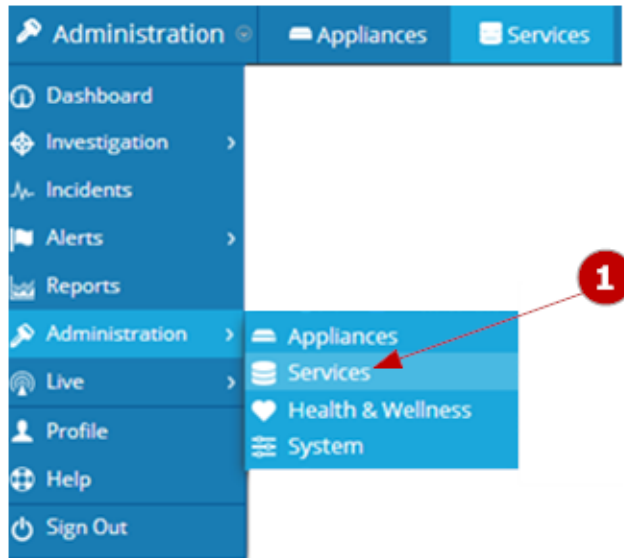 Administration Appliances Services
Dashboard
Investigation
Incidents
Alerts
Reports
1
Administration
Appliances
Services
Health & Wellness
System
Live
Profile
Help
Sign Out